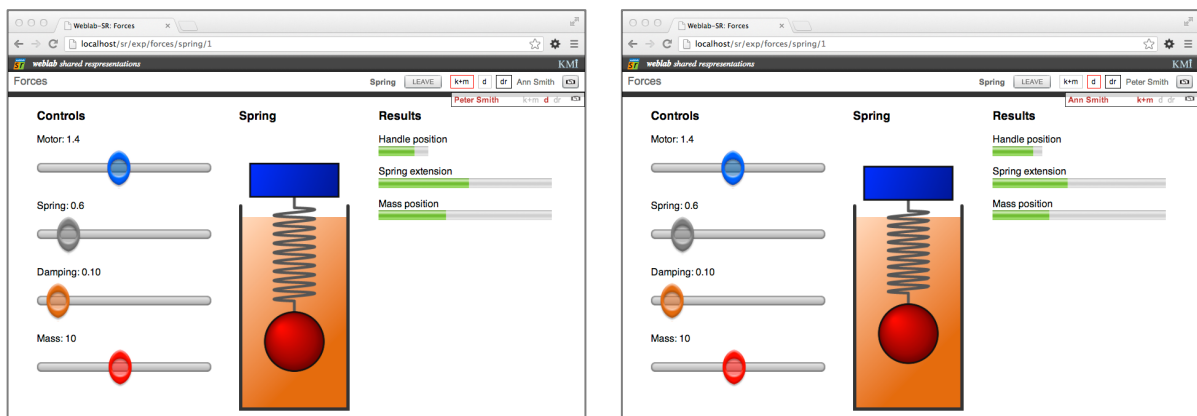 Weblab-SR: Forces ×
localhost/sr/exp/forces/spring/1
sr weblab shared respresentations KMi
Forces Spring LEAVE k+m d dr Ann Smith
Peter Smith k+m d dr
Controls Spring Results
Motor: 1.4 Handle position
Spring extension
Spring: 0.6 Mass position
Damping: 0.10
Mass: 10
Weblab-SR: Forces ×
localhost/sr/exp/forces/spring/1
sr weblab shared respresentations KMi
Forces Spring LEAVE k+m d dr Peter Smith
Ann Smith k+m d dr
Controls Spring Results
Motor: 1.4 Handle position
Spring extension
Spring: 0.6 Mass position
Damping: 0.10
Mass: 10